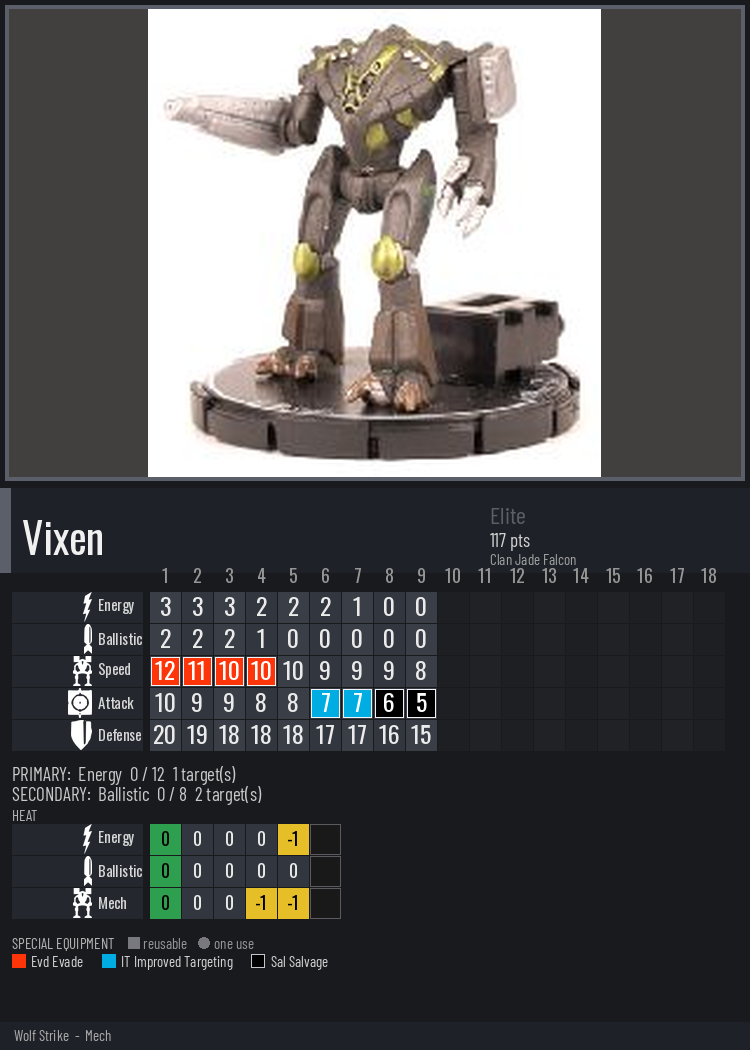 Vixen
Elite
117 pts
Clan Jade Falcon
1 2 3 4 5 6 7 8 9 10 11 12 13 14 15 16 17 18
Energy 3 3 3 2 2 2 1 0 0
Ballistic 2 2 2 1 0 0 0 0 0
Speed 12 11 10 10 10 9 9 9 8
Attack 10 9 9 8 8 7 7 6 5
Defense 20 19 18 18 18 17 17 16 15
PRIMARY: Energy 0 / 12 1 target(s)
SECONDARY: Ballistic 0 / 8 2 target(s)
HEAT
Energy 0 0 0 0 -1
Ballistic 0 0 0 0 0
Mech 0 0 0 -1 -1
SPECIAL EQUIPMENT reusable one use
Evd Evade IT Improved Targeting Sal Salvage
Wolf Strike - Mech